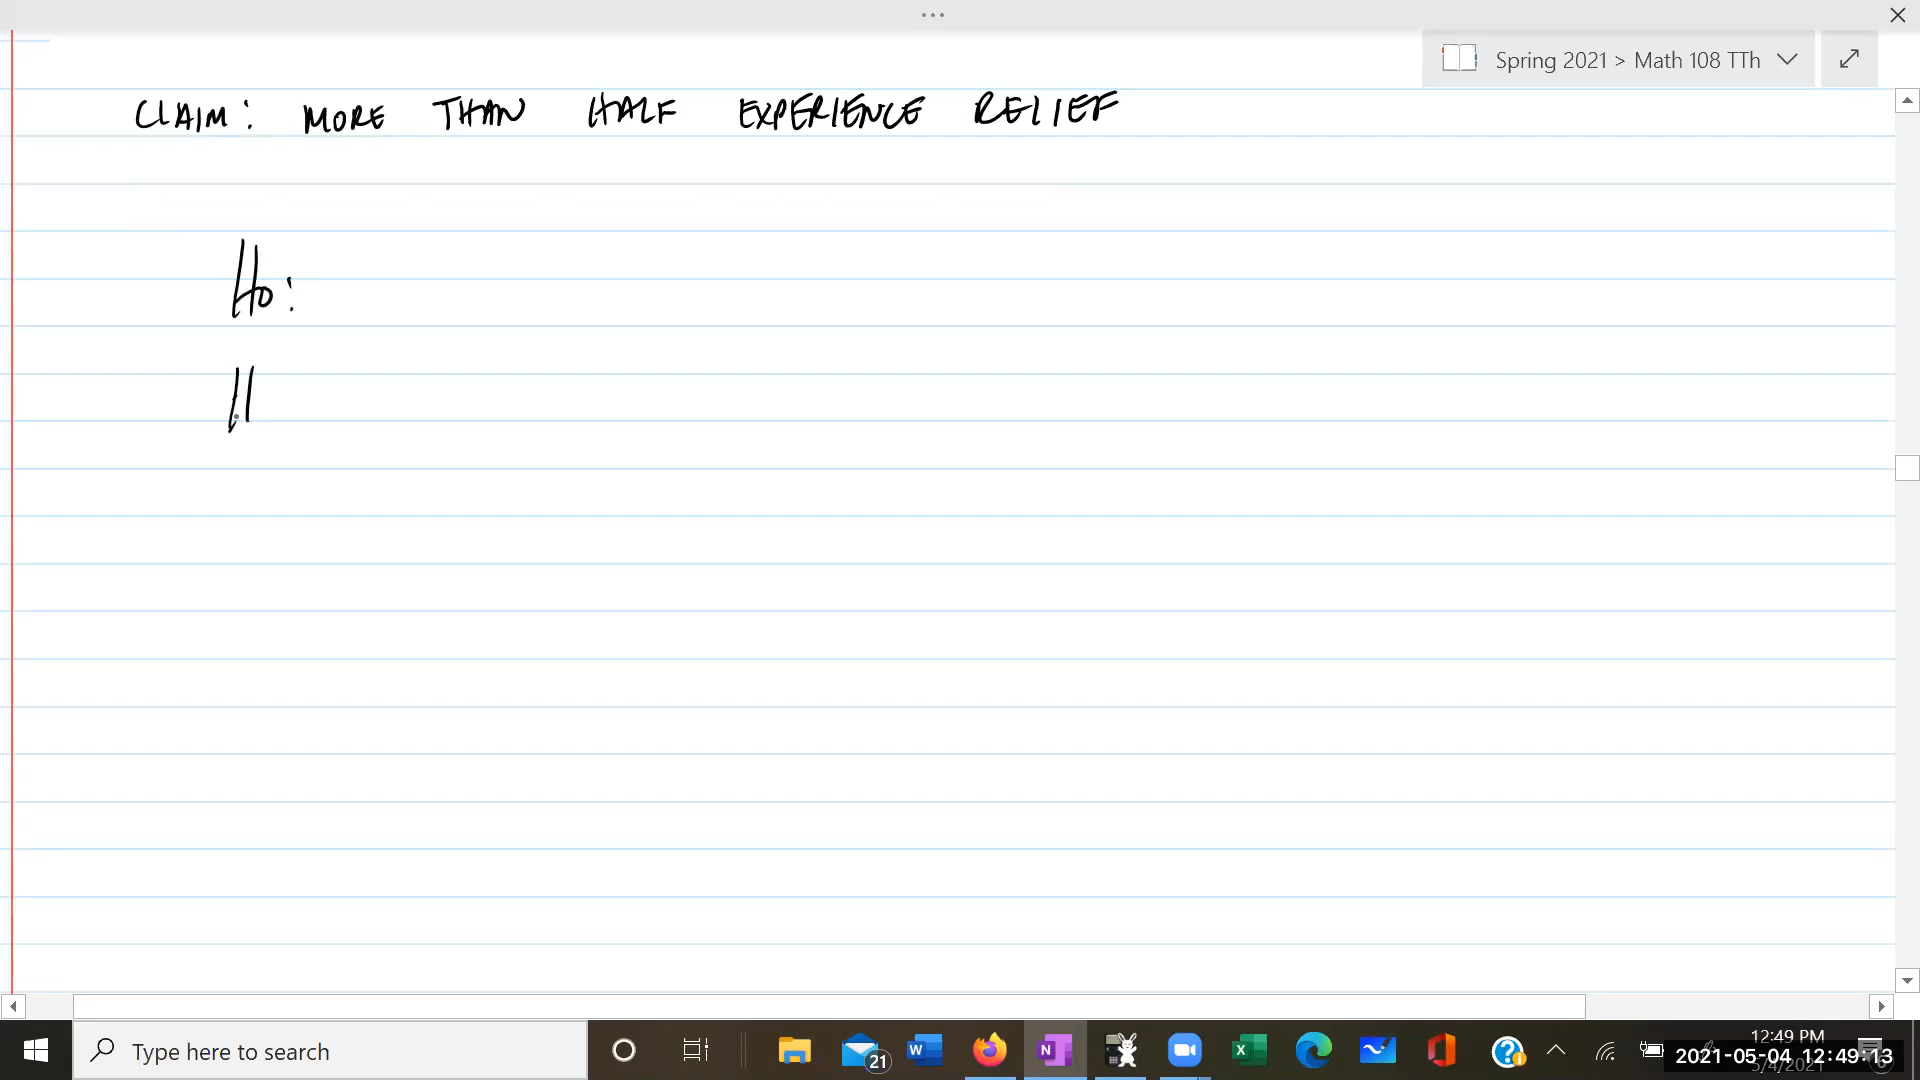 ...
Spring 2021 > Math 108 TTh
CLAIM: MORE THAN HALF EXPERIENCE RELIEF
Ho:
Type here to search
21
12:49 PM
2021-05-04 12:49:13